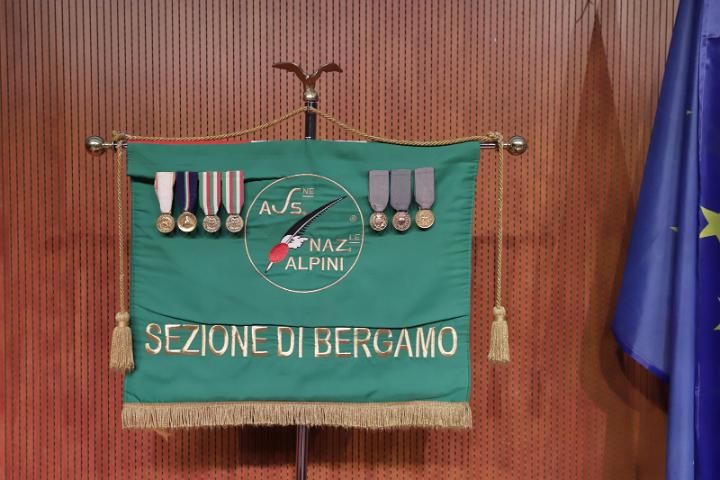 ASS.NE
®
NAZ.LE
ALPINI
SEZIONE DI BERGAMO